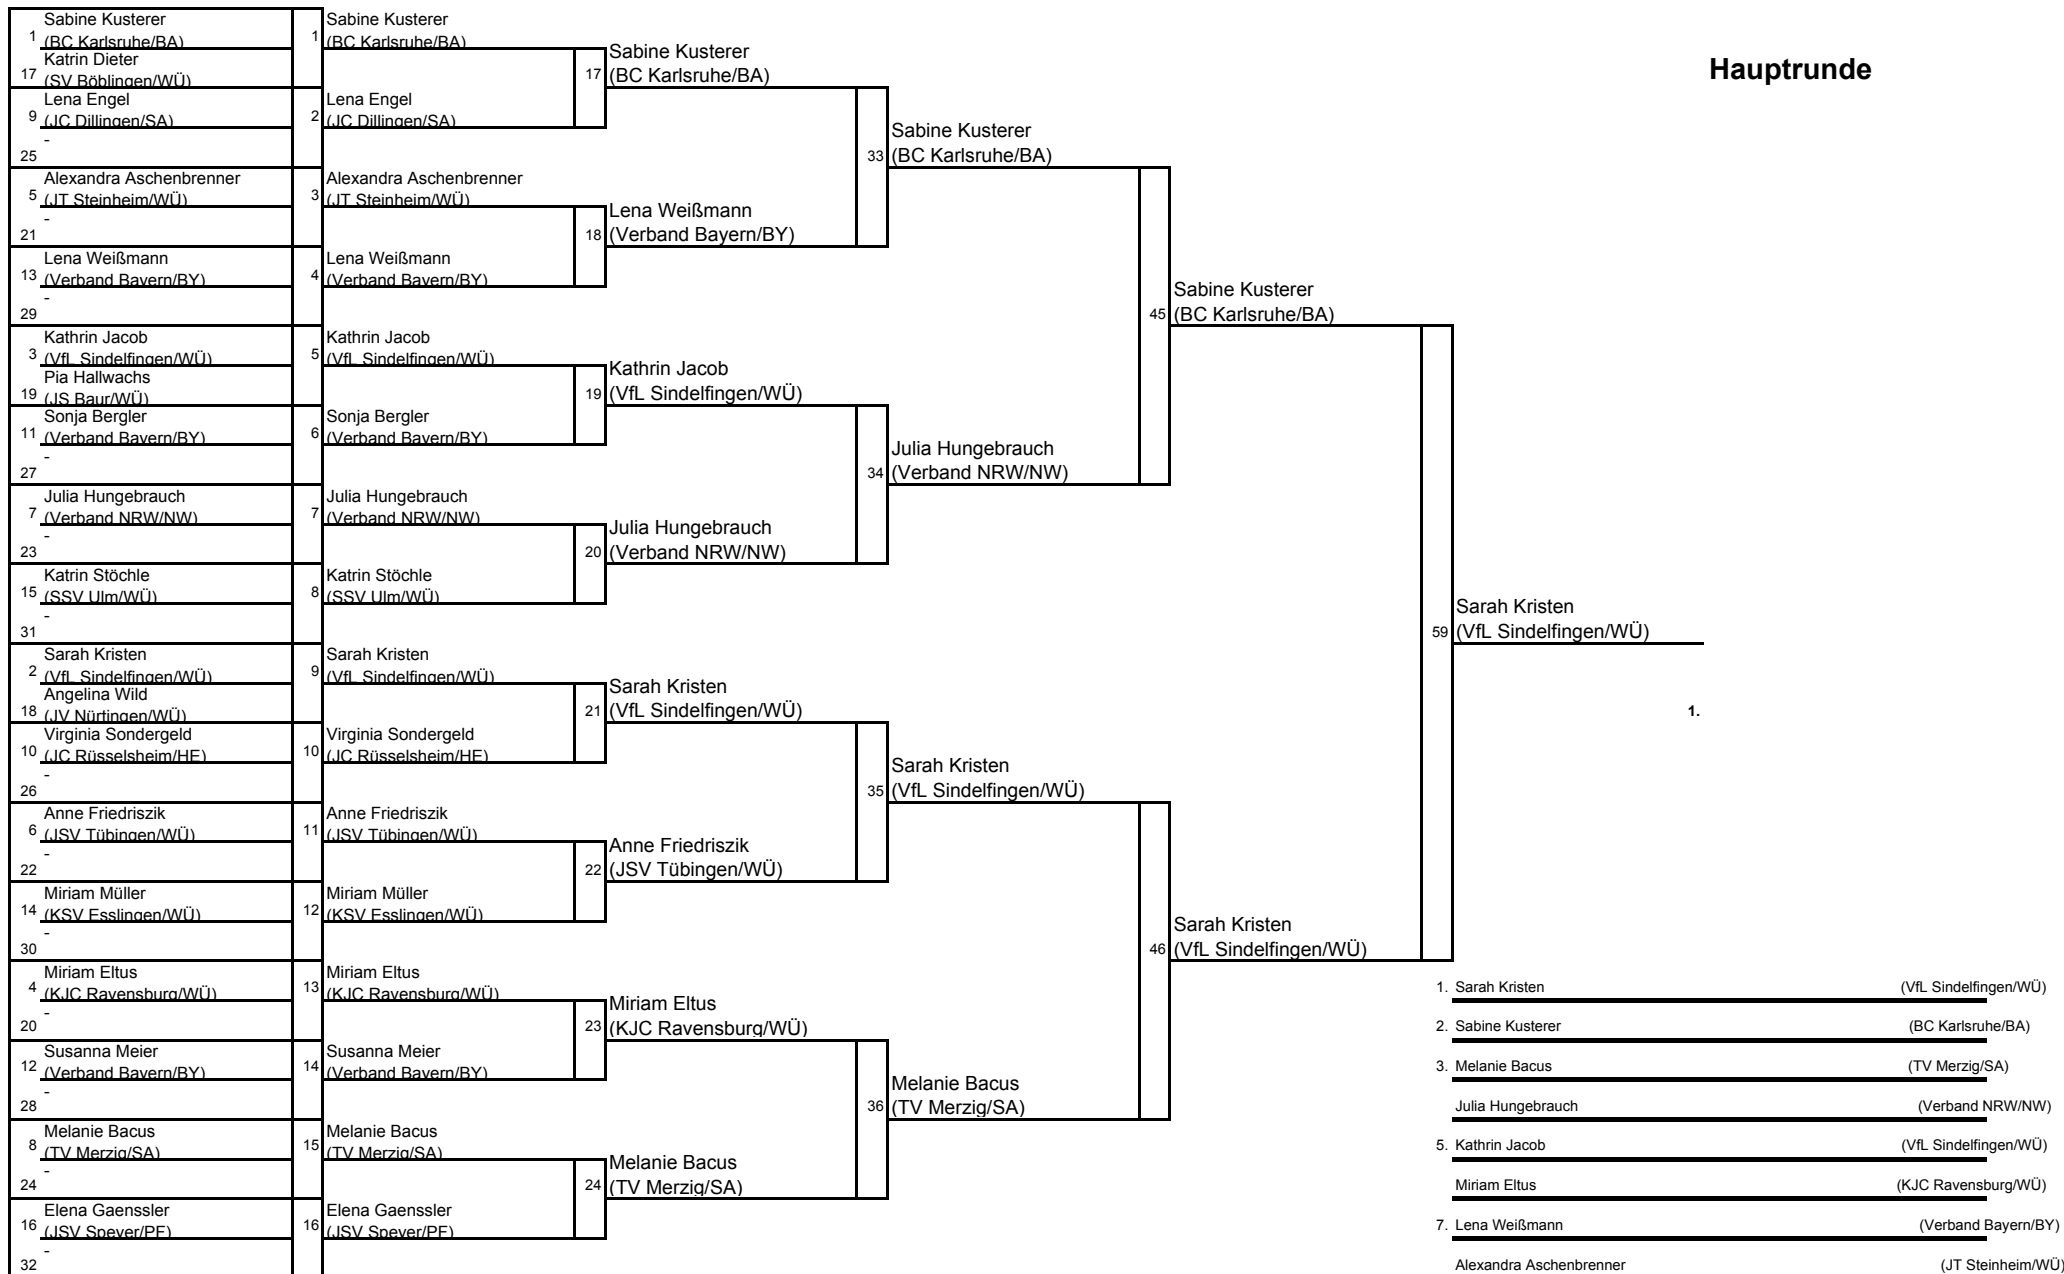 Hauptrunde
1 Sabine Kusterer
(BC Karlsruhe/BA)
17 Katrin Dieter
(SV Böblingen/WÜ)
9 Lena Engel
(JC Dillingen/SA)
25 -
5 Alexandra Aschenbrenner
(JT Steinheim/WÜ)
21 -
13 Lena Weißmann
(Verband Bayern/BY)
29 -
3 Kathrin Jacob
(VfL Sindelfingen/WÜ)
19 Pia Hallwachs
(JS Baur/WÜ)
11 Sonja Bergler
(Verband Bayern/BY)
27 -
7 Julia Hungebrauch
(Verband NRW/NW)
23 -
15 Katrin Stöchle
(SSV Ulm/WÜ)
31 -
2 Sarah Kristen
(VfL Sindelfingen/WÜ)
18 Angelina Wild
(JV Nürtingen/WÜ)
10 Virginia Sondergeld
(JC Rüsselsheim/HE)
26 -
6 Anne Friedriszik
(JSV Tübingen/WÜ)
22 -
14 Miriam Müller
(KSV Esslingen/WÜ)
30 -
4 Miriam Eltus
(KJC Ravensburg/WÜ)
20 -
12 Susanna Meier
(Verband Bayern/BY)
28 -
8 Melanie Bacus
(TV Merzig/SA)
24 -
16 Elena Gaenssler
(JSV Speyer/PF)
32 -
1 Sabine Kusterer
(BC Karlsruhe/BA)
2 Lena Engel
(JC Dillingen/SA)
3 Alexandra Aschenbrenner
(JT Steinheim/WÜ)
4 Lena Weißmann
(Verband Bayern/BY)
5 Kathrin Jacob
(VfL Sindelfingen/WÜ)
6 Sonja Bergler
(Verband Bayern/BY)
7 Julia Hungebrauch
(Verband NRW/NW)
8 Katrin Stöchle
(SSV Ulm/WÜ)
9 Sarah Kristen
(VfL Sindelfingen/WÜ)
10 Virginia Sondergeld
(JC Rüsselsheim/HE)
11 Anne Friedriszik
(JSV Tübingen/WÜ)
12 Miriam Müller
(KSV Esslingen/WÜ)
13 Miriam Eltus
(KJC Ravensburg/WÜ)
14 Susanna Meier
(Verband Bayern/BY)
15 Melanie Bacus
(TV Merzig/SA)
16 Elena Gaenssler
(JSV Speyer/PF)
17 Sabine Kusterer
(BC Karlsruhe/BA)
18 Lena Weißmann
(Verband Bayern/BY)
19 Kathrin Jacob
(VfL Sindelfingen/WÜ)
20 Julia Hungebrauch
(Verband NRW/NW)
21 Sarah Kristen
(VfL Sindelfingen/WÜ)
22 Anne Friedriszik
(JSV Tübingen/WÜ)
23 Miriam Eltus
(KJC Ravensburg/WÜ)
24 Melanie Bacus
(TV Merzig/SA)
33 Sabine Kusterer
(BC Karlsruhe/BA)
34 Julia Hungebrauch
(Verband NRW/NW)
35 Sarah Kristen
(VfL Sindelfingen/WÜ)
36 Melanie Bacus
(TV Merzig/SA)
45 Sabine Kusterer
(BC Karlsruhe/BA)
46 Sarah Kristen
(VfL Sindelfingen/WÜ)
59 Sarah Kristen
(VfL Sindelfingen/WÜ)
1.
1. Sarah Kristen (VfL Sindelfingen/WÜ)
2. Sabine Kusterer (BC Karlsruhe/BA)
3. Melanie Bacus (TV Merzig/SA)
Julia Hungebrauch (Verband NRW/NW)
5. Kathrin Jacob (VfL Sindelfingen/WÜ)
Miriam Eltus (KJC Ravensburg/WÜ)
7. Lena Weißmann (Verband Bayern/BY)
Alexandra Aschenbrenner (JT Steinheim/WÜ)